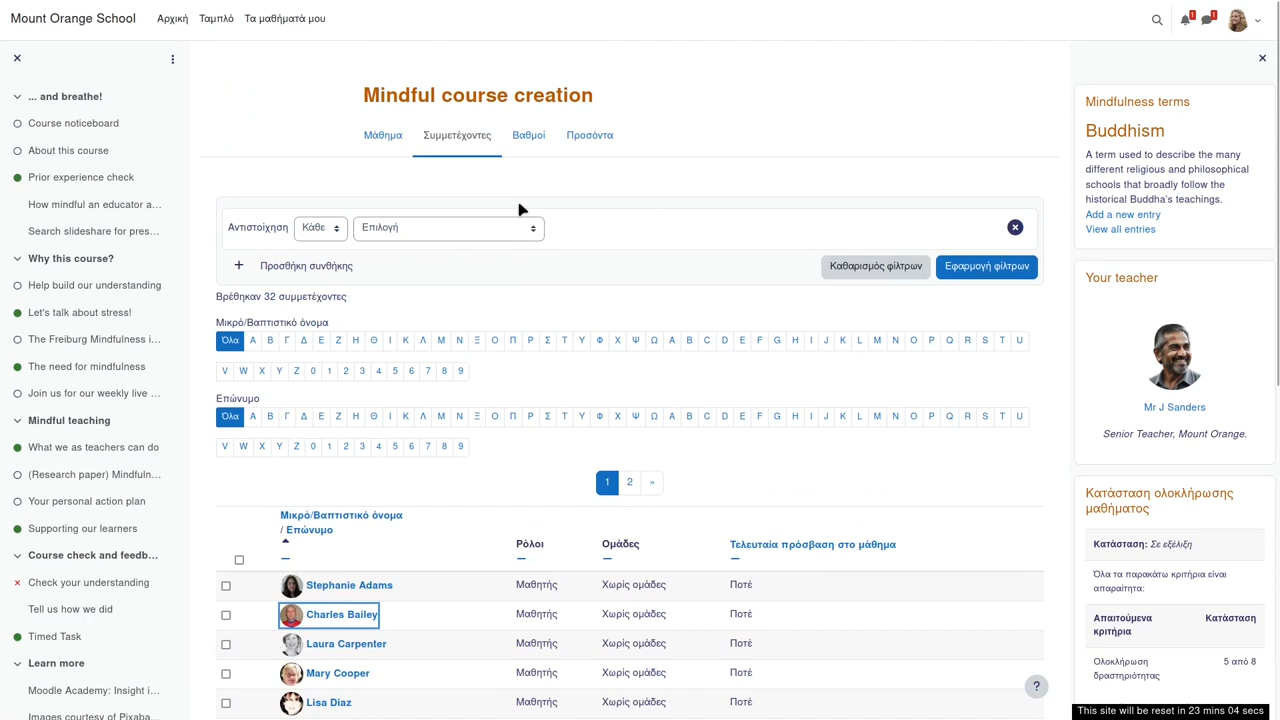 Mount Orange School
Αρχική
Ταμπλό
Τα μαθήματά μου
1
1
... and breathe!
Course noticeboard
About this course
Prior experience check
How mindful an educator a...
Search slideshare for pres...
Why this course?
Help build our understanding
Let's talk about stress!
The Freiburg Mindfulness i...
The need for mindfulness
Join us for our weekly live ...
Mindful teaching
What we as teachers can do
(Research paper) Mindfuln...
Your personal action plan
Supporting our learners
Course check and feedb...
Check your understanding
Tell us how we did
Timed Task
Learn more
Moodle Academy: Insight i...
Images courtesy of Pixaba...
Mindful course creation
Μάθημα
Συμμετέχοντες
Βαθμοί
Προσόντα
Αντιστοίχηση
Κάθε
Επιλογή
Προσθήκη συνθήκης
Καθαρισμός φίλτρων
Εφαρμογή φίλτρων
Βρέθηκαν 32 συμμετέχοντες
Μικρό/Βαπτιστικό όνομα
Όλα Α Β Γ Δ Ε Ζ Η Θ Ι Κ Λ Μ Ν Ξ Ο Π Ρ Σ Τ Υ Φ Χ Ψ Ω A B C D E F G H I J K L M N O P Q R S T U
V W X Y Z 0 1 2 3 4 5 6 7 8 9
Επώνυμο
Όλα Α Β Γ Δ Ε Ζ Η Θ Ι Κ Λ Μ Ν Ξ Ο Π Ρ Σ Τ Υ Φ Χ Ψ Ω A B C D E F G H I J K L M N O P Q R S T U
V W X Y Z 0 1 2 3 4 5 6 7 8 9
1 2 »
Μικρό/Βαπτιστικό όνομα
/ Επώνυμο
Ρόλοι
Ομάδες
Τελευταία πρόσβαση στο μάθημα
Stephanie Adams Μαθητής Χωρίς ομάδες Ποτέ
Charles Bailey Μαθητής Χωρίς ομάδες Ποτέ
Laura Carpenter Μαθητής Χωρίς ομάδες Ποτέ
Mary Cooper Μαθητής Χωρίς ομάδες Ποτέ
Lisa Diaz Μαθητής Χωρίς ομάδες Ποτέ
Mindfulness terms
Buddhism
A term used to describe the many
different religious and philosophical
schools that broadly follow the
historical Buddha's teachings.
Add a new entry
View all entries
Your teacher
Mr J Sanders
Senior Teacher, Mount Orange.
Κατάσταση ολοκλήρωσης
μαθήματος
Κατάσταση: Σε εξέλιξη
Όλα τα παρακάτω κριτήρια είναι
απαραίτητα:
Απαιτούμενα
κριτήρια
Κατάσταση
Ολοκλήρωση
δραστηριότητας
5 από 8
?
This site will be reset in 23 mins 04 secs